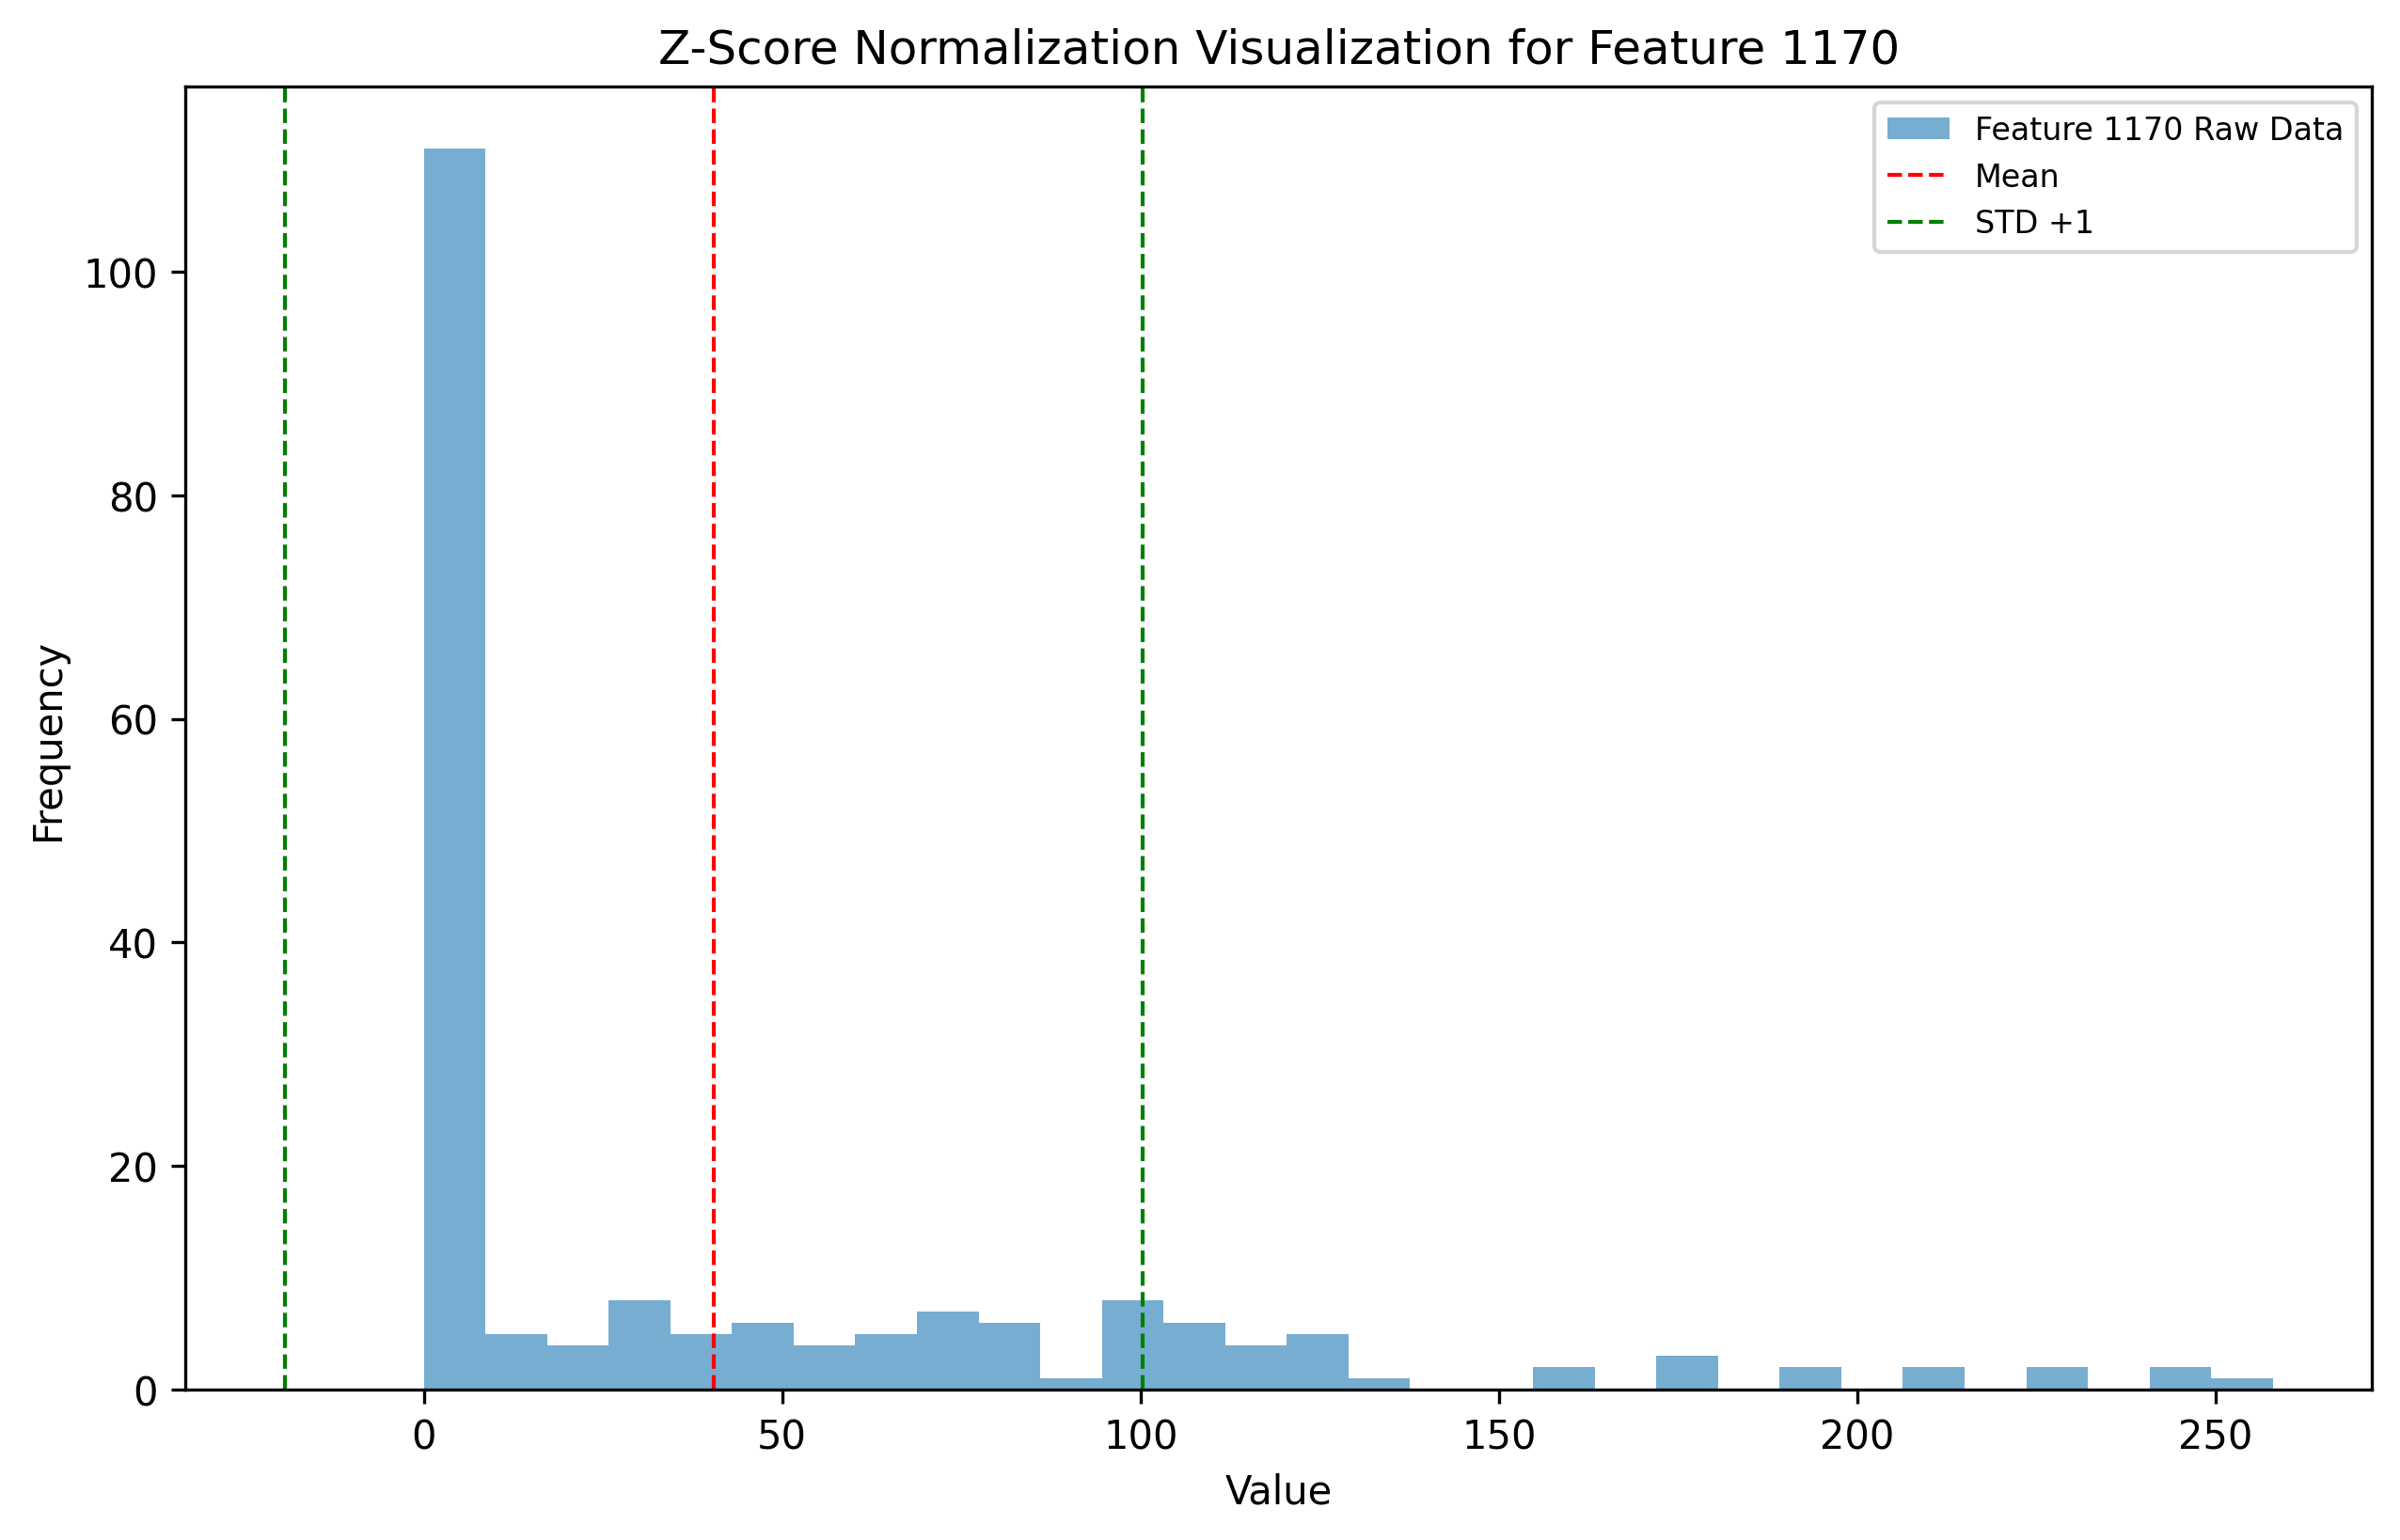 Z-Score Normalization Visualization for Feature 1170
Feature 1170 Raw Data
Mean
STD +1
Frequency
100
80
60
40
20
0
0 50 100 150 200 250
Value